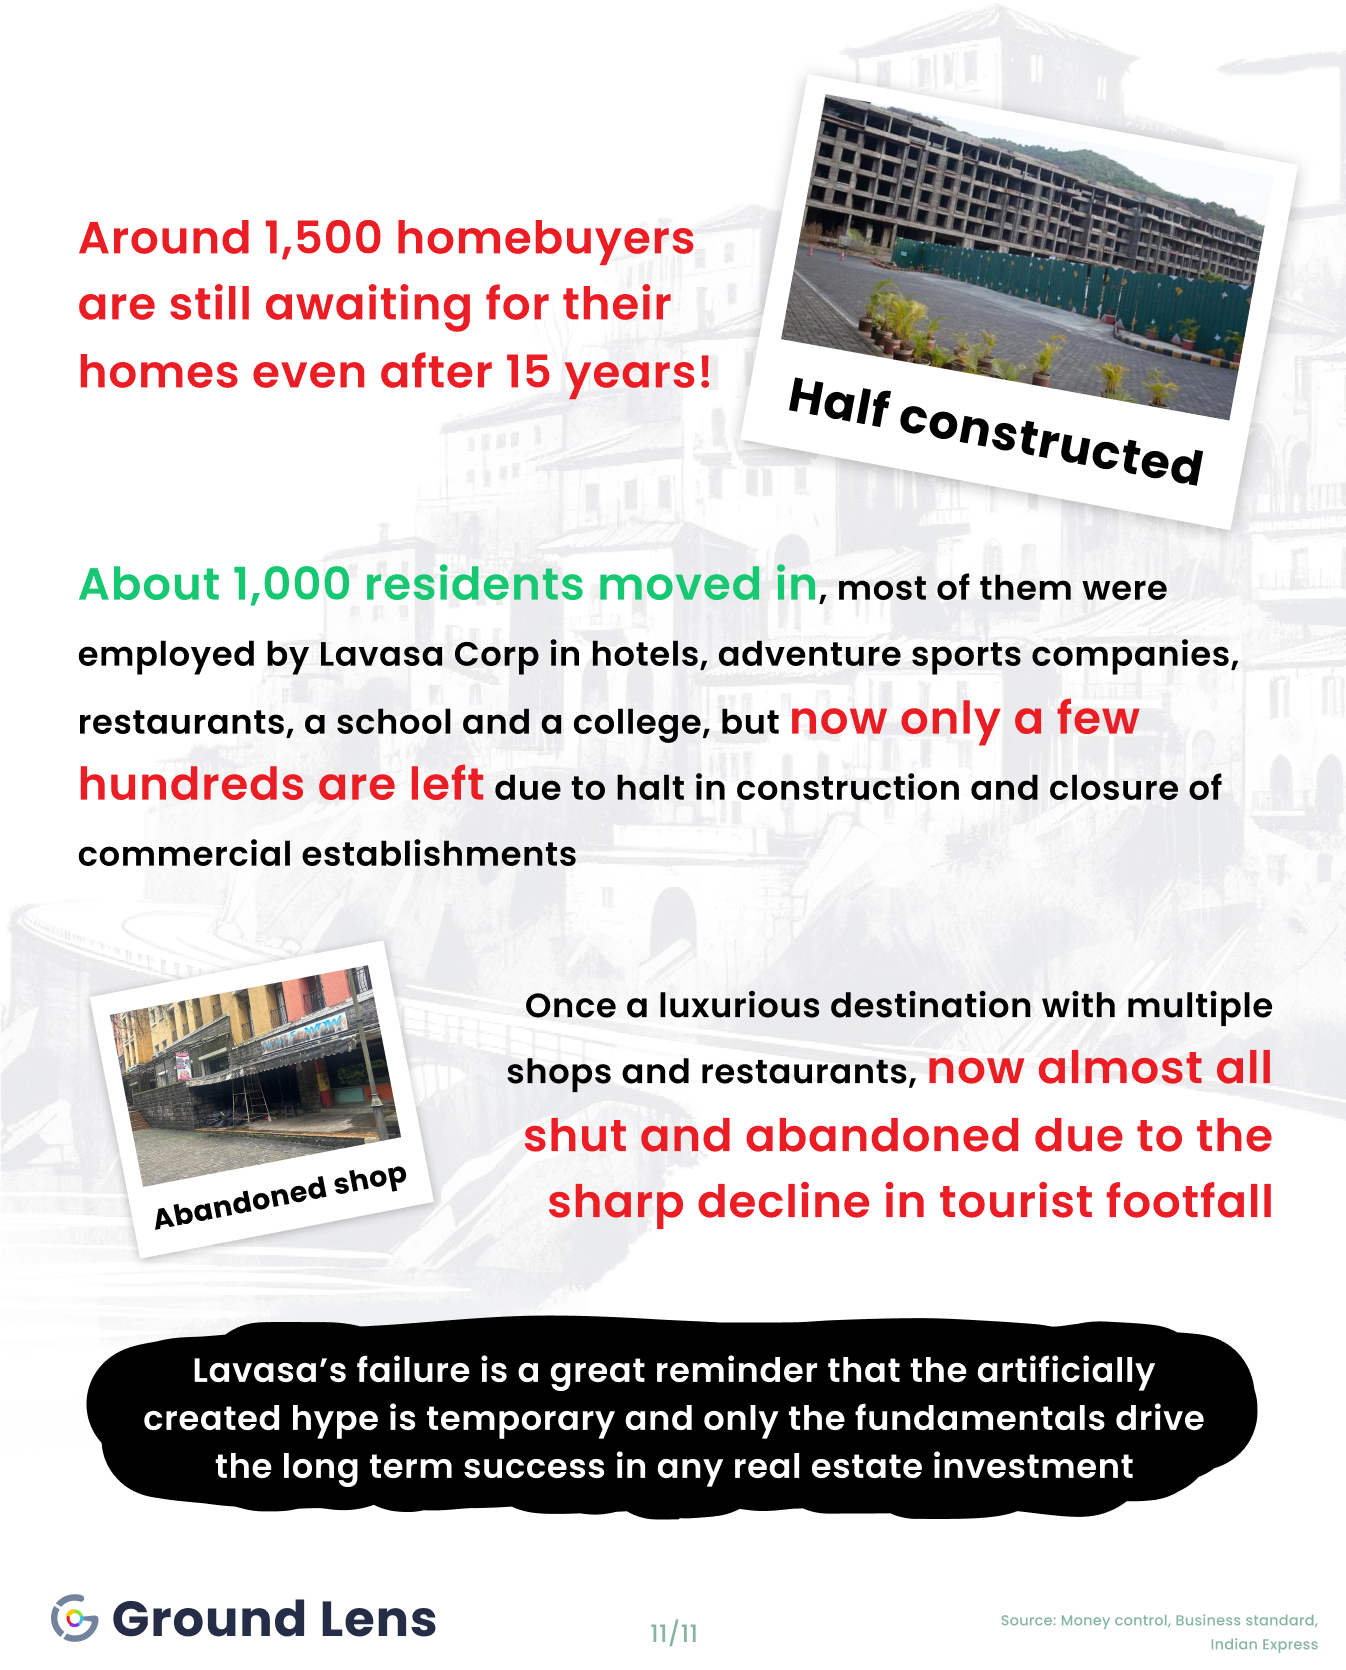 Around 1,500 homebuyers
are still awaiting for their
homes even after 15 years!
Half constructed
About 1,000 residents moved in, most of them were
employed by Lavasa Corp in hotels, adventure sports companies,
restaurants, a school and a college, but now only a few
hundreds are left due to halt in construction and closure of
commercial establishments
Abandoned shop
Once a luxurious destination with multiple
shops and restaurants, now almost all
shut and abandoned due to the
sharp decline in tourist footfall
Lavasa’s failure is a great reminder that the artificially
created hype is temporary and only the fundamentals drive
the long term success in any real estate investment
Ground Lens
11/11
Source: Money control, Business standard,
Indian Express